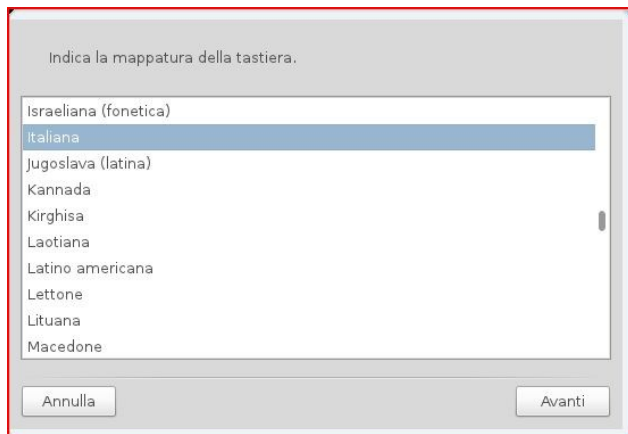 Indica la mappatura della tastiera.
Israeliana (fonetica)
Italiana
Jugoslava (latina)
Kannada
Kirghisa
Laotiana
Latino americana
Lettone
Lituana
Macedone
Annulla
Avanti